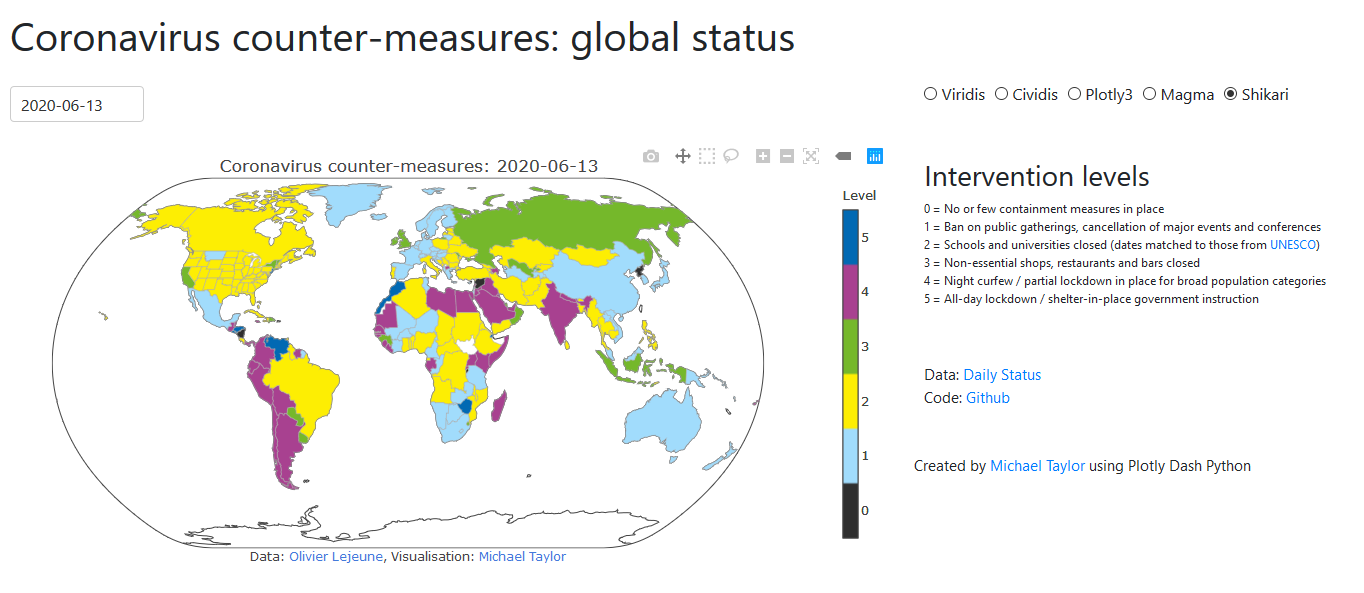 Coronavirus counter-measures: global status
2020-06-13
Viridis Cividis Plotly3 Magma Shikari
Coronavirus counter-measures: 2020-06-13
Level
5
4
3
2
1
0
Data: Olivier Lejeune, Visualisation: Michael Taylor
Intervention levels
0 = No or few containment measures in place
1 = Ban on public gatherings, cancellation of major events and conferences
2 = Schools and universities closed (dates matched to those from UNESCO)
3 = Non-essential shops, restaurants and bars closed
4 = Night curfew / partial lockdown in place for broad population categories
5 = All-day lockdown / shelter-in-place government instruction
Data: Daily Status
Code: Github
Created by Michael Taylor using Plotly Dash Python